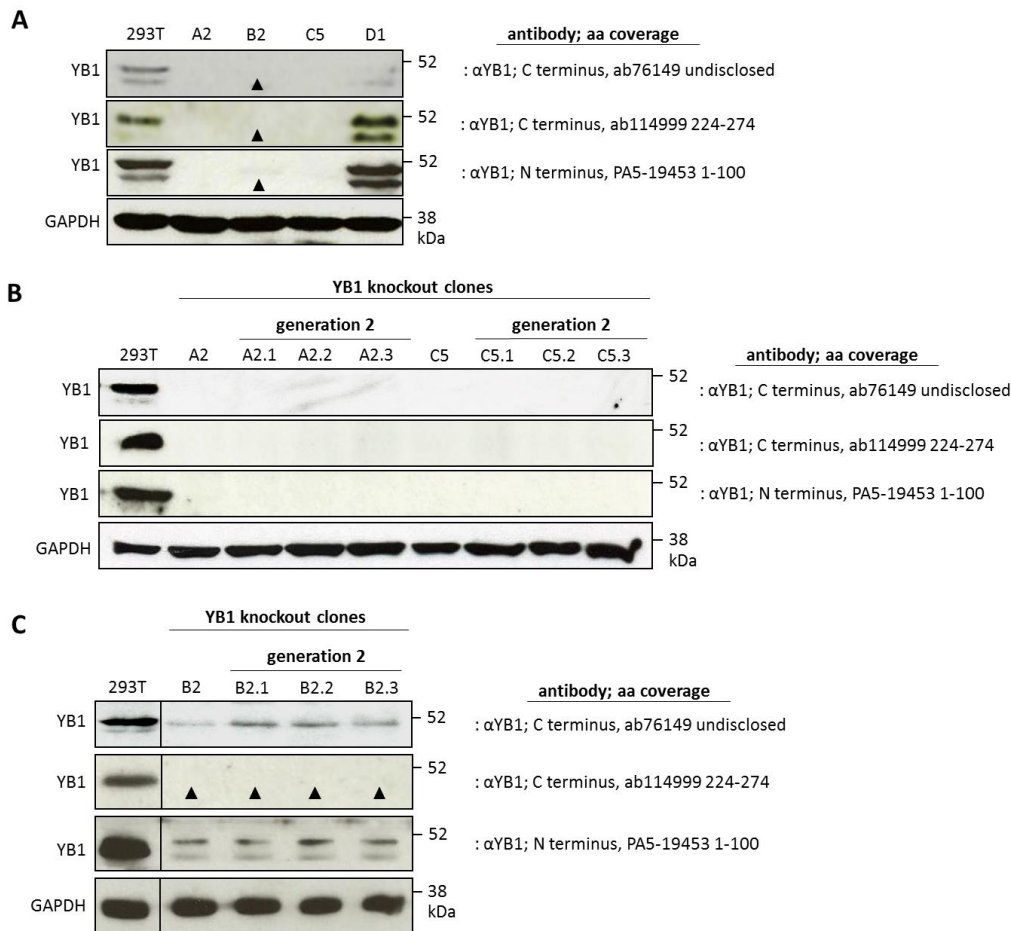 A
293T A2 B2 C5 D1 antibody; aa coverage
YB1 52 : αYB1; C terminus, ab76149 undisclosed
YB1 52 : αYB1; C terminus, ab114999 224-274
YB1 52 : αYB1; N terminus, PA5-19453 1-100
GAPDH 38
kDa
B
YB1 knockout clones
generation 2 generation 2
293T A2 A2.1 A2.2 A2.3 C5 C5.1 C5.2 C5.3 antibody; aa coverage
YB1 52 : αYB1; C terminus, ab76149 undisclosed
YB1 52 : αYB1; C terminus, ab114999 224-274
YB1 52 : αYB1; N terminus, PA5-19453 1-100
GAPDH 38
kDa
C
YB1 knockout clones
generation 2
293T B2 B2.1 B2.2 B2.3 antibody; aa coverage
YB1 52 : αYB1; C terminus, ab76149 undisclosed
YB1 52 : αYB1; C terminus, ab114999 224-274
YB1 52 : αYB1; N terminus, PA5-19453 1-100
GAPDH 38
kDa